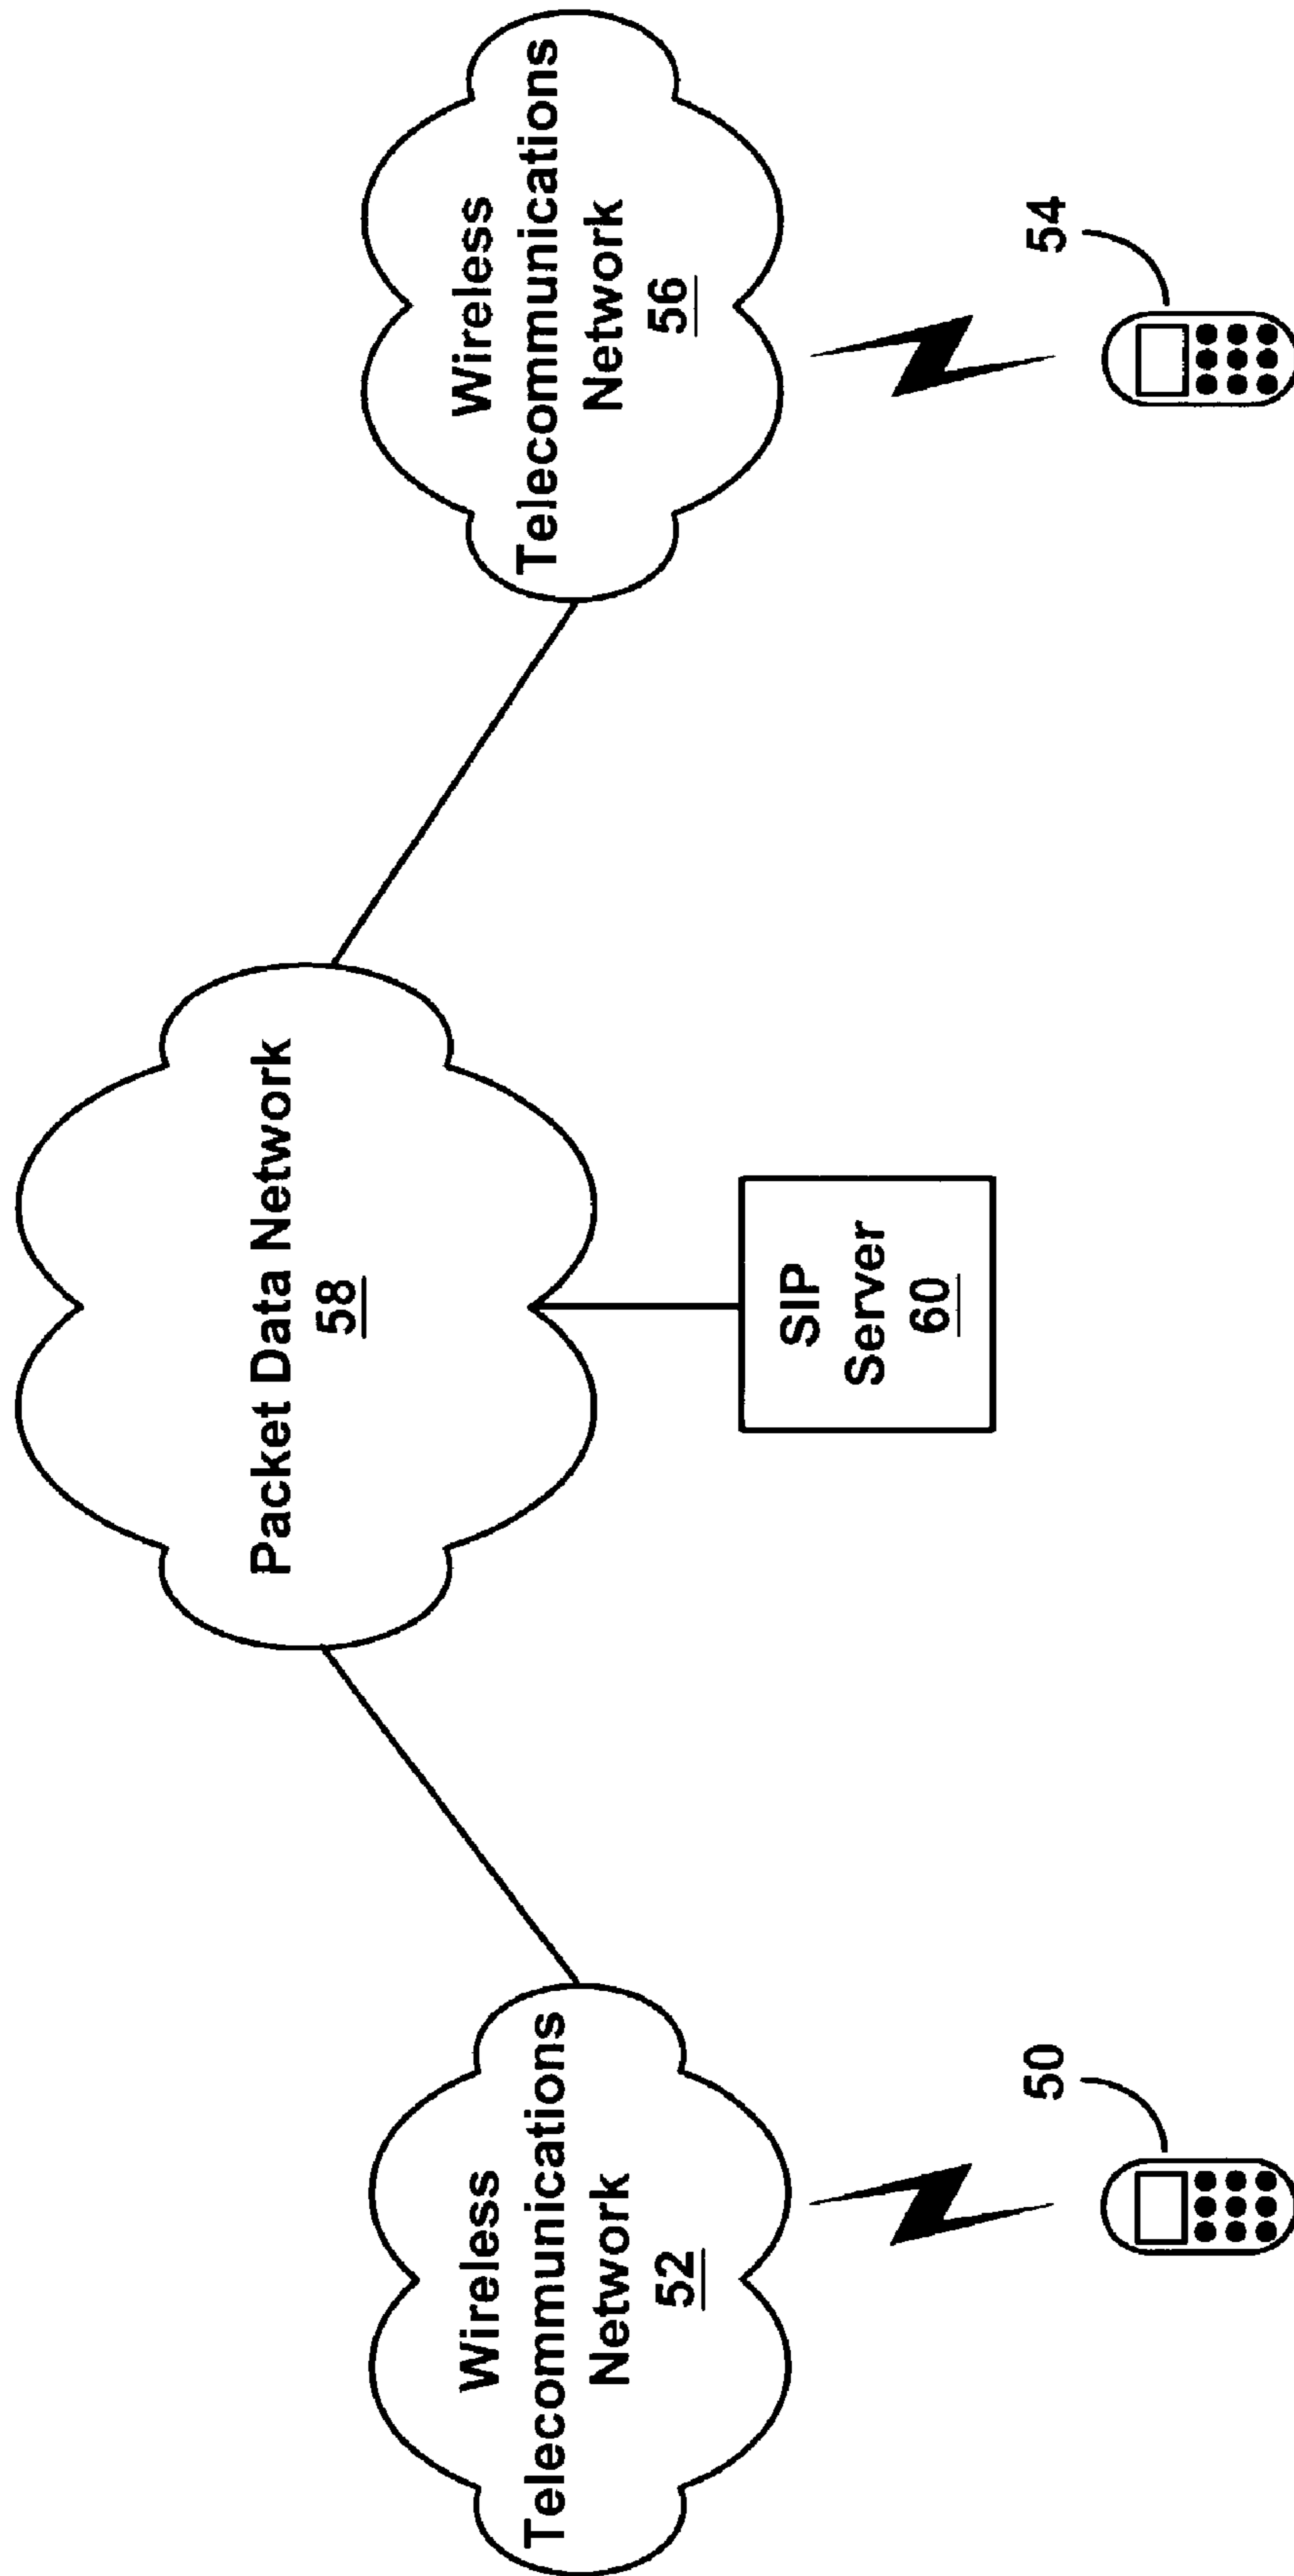 Packet Data Network
58
Wireless
Telecommunications
Network
52
Wireless
Telecommunications
Network
56
SIP
Server
60
50
54